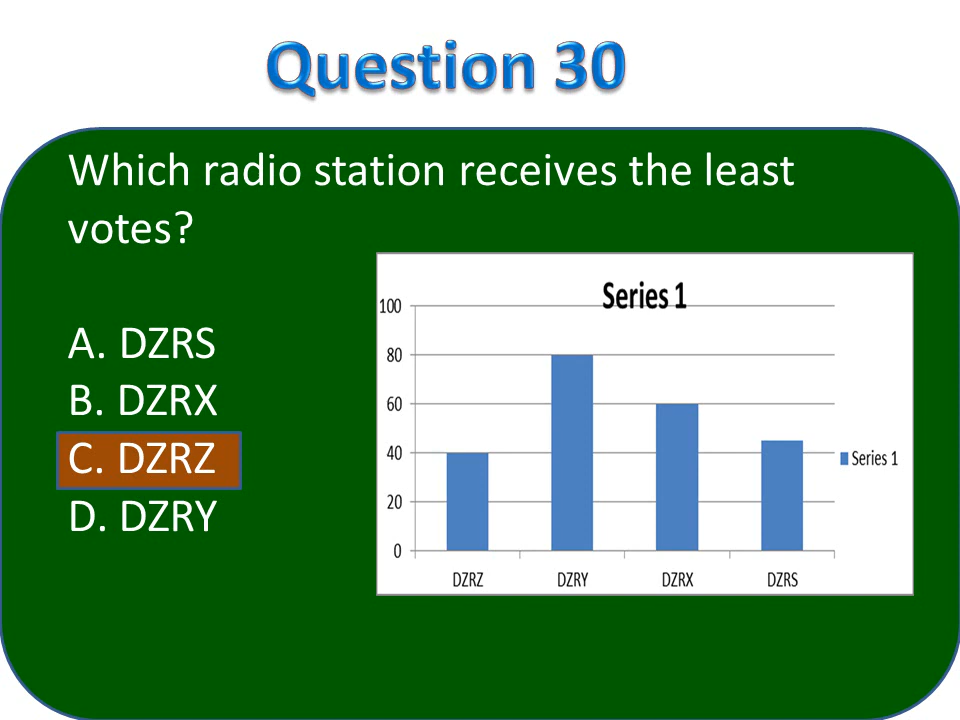 Question 30
Which radio station receives the least
votes?
A. DZRS
B. DZRX
C. DZRZ
D. DZRY
Series 1
100
80
60
40
20
0
DZRZ DZRY DZRX DZRS
Series 1